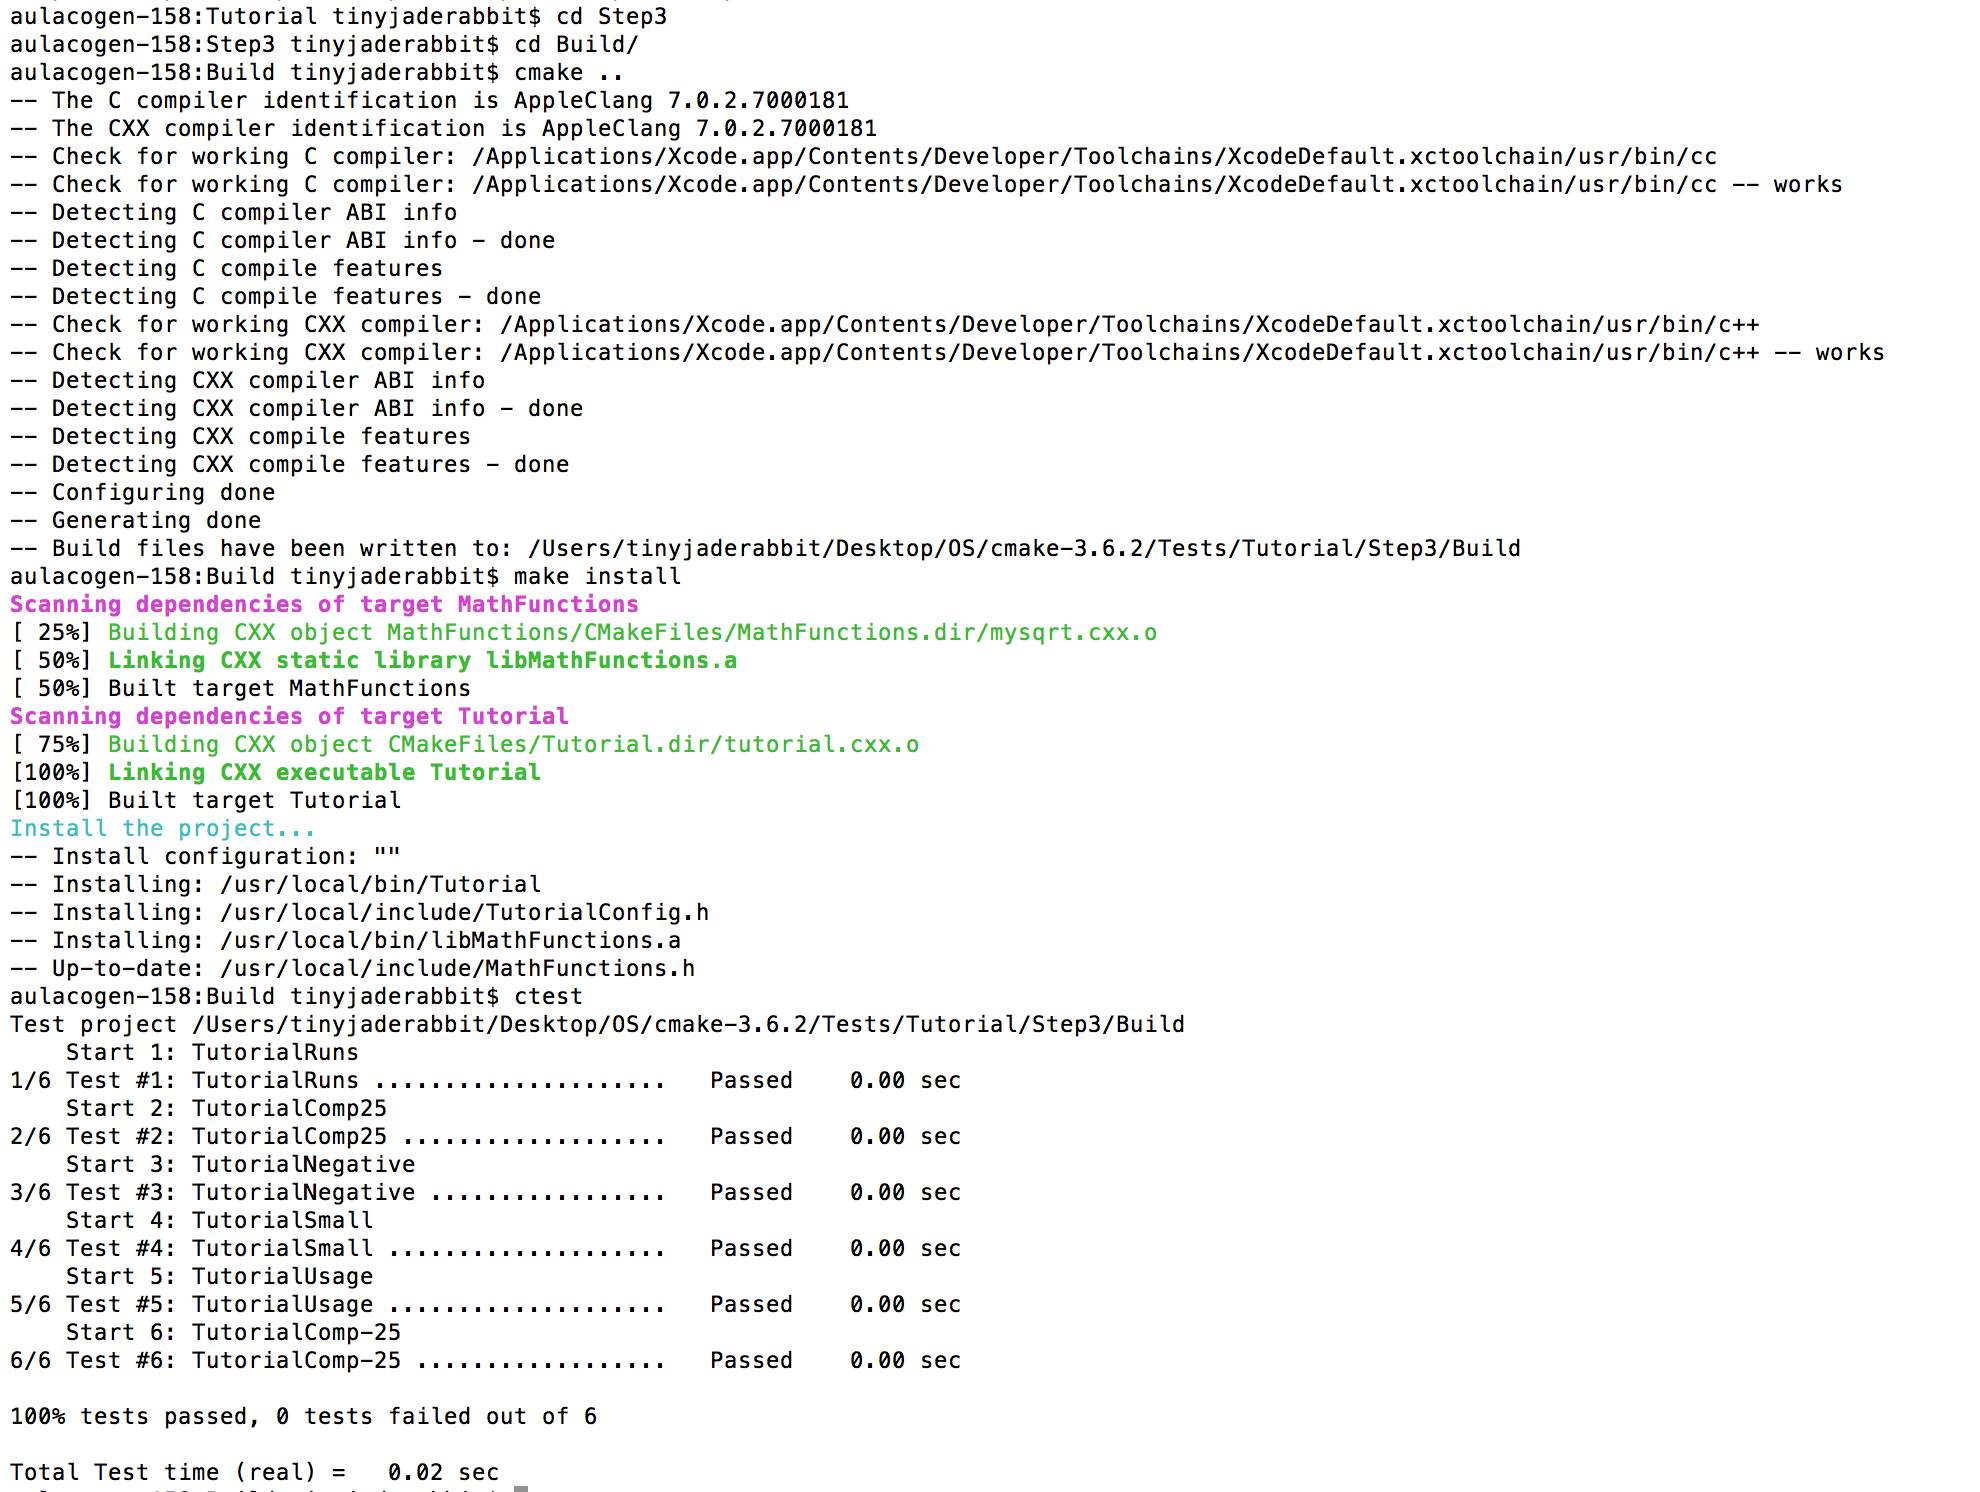 aulacogen-158:Tutorial tinyjaderabbit$ cd Step3
aulacogen-158:Step3 tinyjaderabbit$ cd Build/
aulacogen-158:Build tinyjaderabbit$ cmake ..
-- The C compiler identification is AppleClang 7.0.2.7000181
-- The CXX compiler identification is AppleClang 7.0.2.7000181
-- Check for working C compiler: /Applications/Xcode.app/Contents/Developer/Toolchains/XcodeDefault.xctoolchain/usr/bin/cc
-- Check for working C compiler: /Applications/Xcode.app/Contents/Developer/Toolchains/XcodeDefault.xctoolchain/usr/bin/cc -- works
-- Detecting C compiler ABI info
-- Detecting C compiler ABI info - done
-- Detecting C compile features
-- Detecting C compile features - done
-- Check for working CXX compiler: /Applications/Xcode.app/Contents/Developer/Toolchains/XcodeDefault.xctoolchain/usr/bin/c++
-- Check for working CXX compiler: /Applications/Xcode.app/Contents/Developer/Toolchains/XcodeDefault.xctoolchain/usr/bin/c++ -- works
-- Detecting CXX compiler ABI info
-- Detecting CXX compiler ABI info - done
-- Detecting CXX compile features
-- Detecting CXX compile features - done
-- Configuring done
-- Generating done
-- Build files have been written to: /Users/tinyjaderabbit/Desktop/OS/cmake-3.6.2/Tests/Tutorial/Step3/Build
aulacogen-158:Build tinyjaderabbit$ make install
Scanning dependencies of target MathFunctions
[ 25%] Building CXX object MathFunctions/CMakeFiles/MathFunctions.dir/mysqrt.cxx.o
[ 50%] Linking CXX static library libMathFunctions.a
[ 50%] Built target MathFunctions
Scanning dependencies of target Tutorial
[ 75%] Building CXX object CMakeFiles/Tutorial.dir/tutorial.cxx.o
[100%] Linking CXX executable Tutorial
[100%] Built target Tutorial
Install the project...
-- Install configuration: ""
-- Installing: /usr/local/bin/Tutorial
-- Installing: /usr/local/include/TutorialConfig.h
-- Installing: /usr/local/bin/libMathFunctions.a
-- Up-to-date: /usr/local/include/MathFunctions.h
aulacogen-158:Build tinyjaderabbit$ ctest
Test project /Users/tinyjaderabbit/Desktop/OS/cmake-3.6.2/Tests/Tutorial/Step3/Build
    Start 1: TutorialRuns
1/6 Test #1: TutorialRuns .....................   Passed    0.00 sec
    Start 2: TutorialComp25
2/6 Test #2: TutorialComp25 ...................   Passed    0.00 sec
    Start 3: TutorialNegative
3/6 Test #3: TutorialNegative .................   Passed    0.00 sec
    Start 4: TutorialSmall
4/6 Test #4: TutorialSmall ....................   Passed    0.00 sec
    Start 5: TutorialUsage
5/6 Test #5: TutorialUsage ....................   Passed    0.00 sec
    Start 6: TutorialComp-25
6/6 Test #6: TutorialComp-25 ..................   Passed    0.00 sec

100% tests passed, 0 tests failed out of 6

Total Test time (real) =   0.02 sec